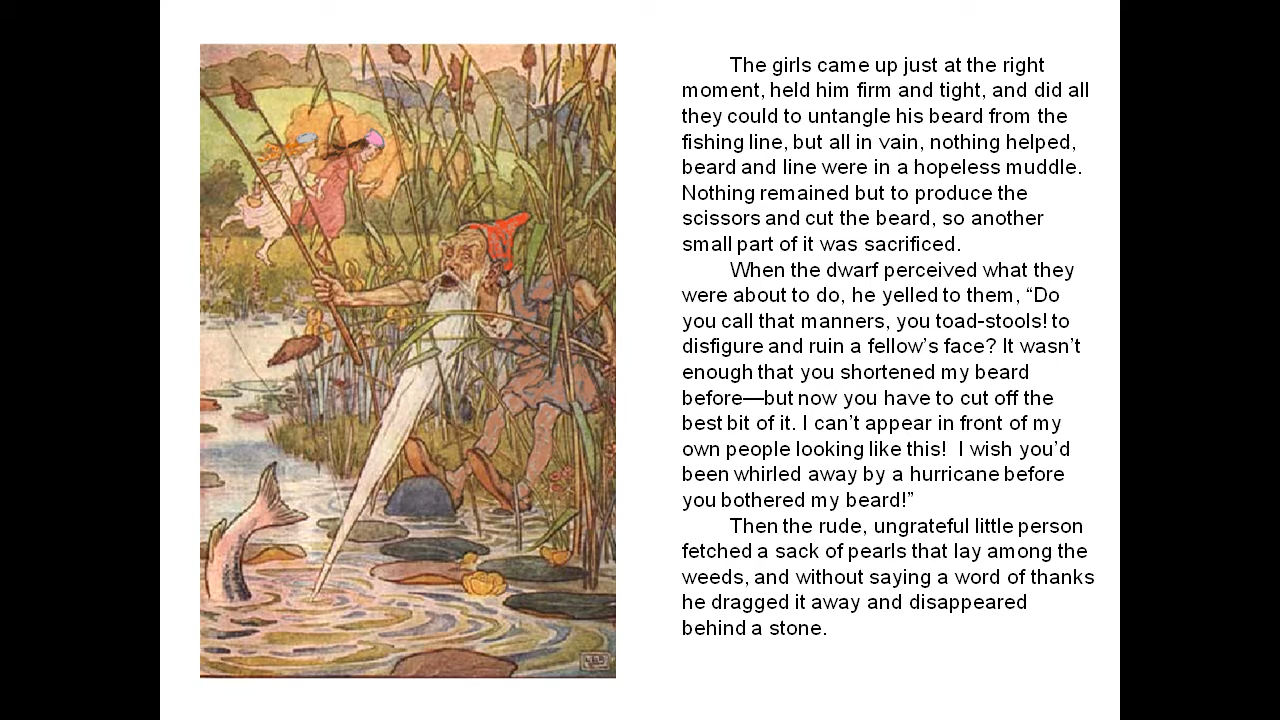 The girls came up just at the right
moment, held him firm and tight, and did all
they could to untangle his beard from the
fishing line, but all in vain, nothing helped,
beard and line were in a hopeless muddle.
Nothing remained but to produce the
scissors and cut the beard, so another
small part of it was sacrificed.
When the dwarf perceived what they
were about to do, he yelled to them, “Do
you call that manners, you toad-stools! to
disfigure and ruin a fellow’s face? It wasn’t
enough that you shortened my beard
before—but now you have to cut off the
best bit of it. I can’t appear in front of my
own people looking like this!  I wish you’d
been whirled away by a hurricane before
you bothered my beard!”
Then the rude, ungrateful little person
fetched a sack of pearls that lay among the
weeds, and without saying a word of thanks
he dragged it away and disappeared
behind a stone.